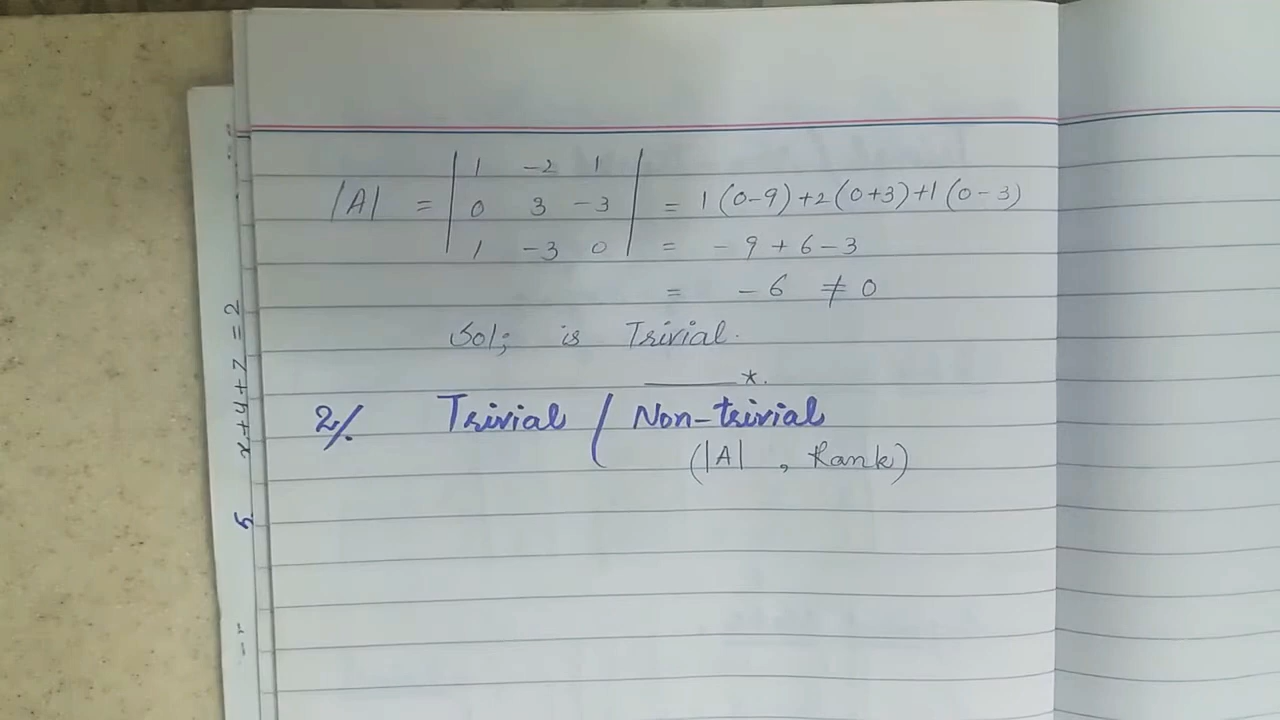 |A| = | 1 -2 1 | 
| 0 3 -3 | = 1(0-9)+2(0+3)+1(0-3)
| 1 -3 0 | = -9+6-3
= -6 ≠ 0
Sol; is Trivial.
*.
2/. Trivial / Non-trivial
(|A| , Rank)
5 x+y+z=2